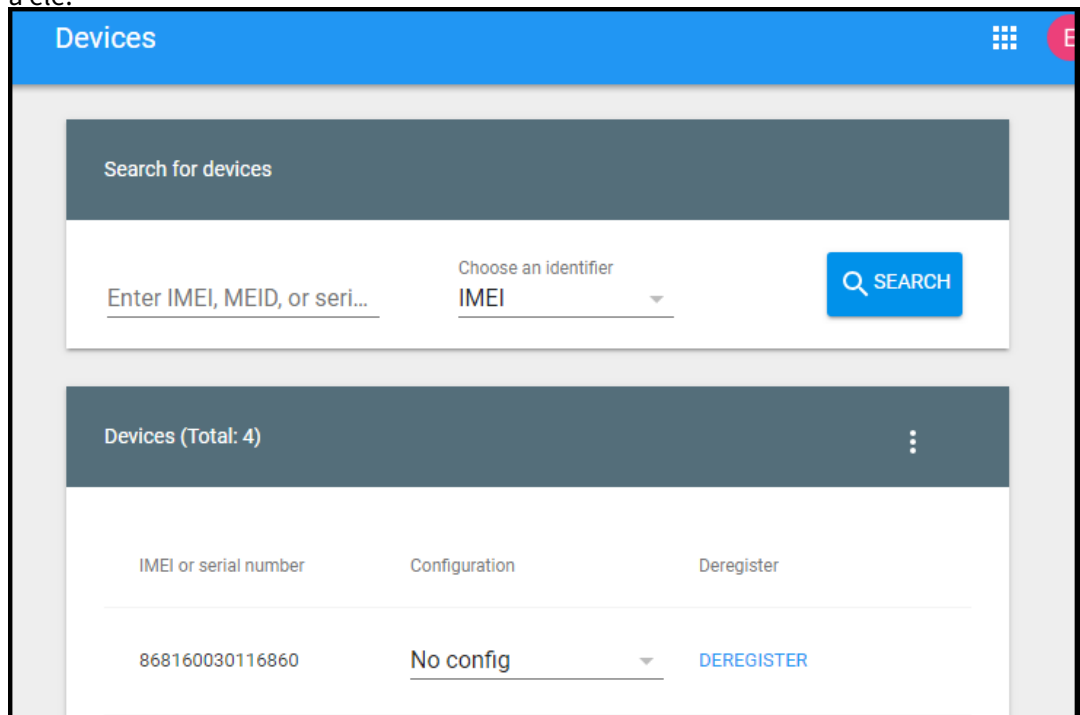 Devices
E
Search for devices
Choose an identifier
Enter IMEI, MEID, or seri...
IMEI
SEARCH
Devices (Total: 4)
IMEI or serial number Configuration Deregister
868160030116860 No config DEREGISTER